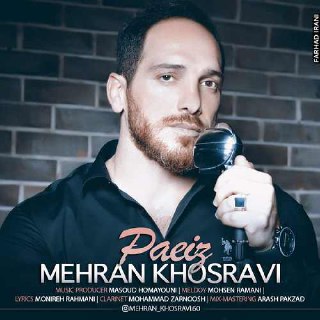 FARHAD IRANI
Paeiz
MEHRAN KHOSRAVI
MUSIC PRODUCER MASOUD HOMAYOUNI | MELDOY MOHSEN RAMANI |
LYRICS MONIREH RAHMANI | CLARINET MOHAMMAD ZARNOOSH | MIX-MASTERING ARASH PAKZAD
@MEHRAN_KHOSRAVI60